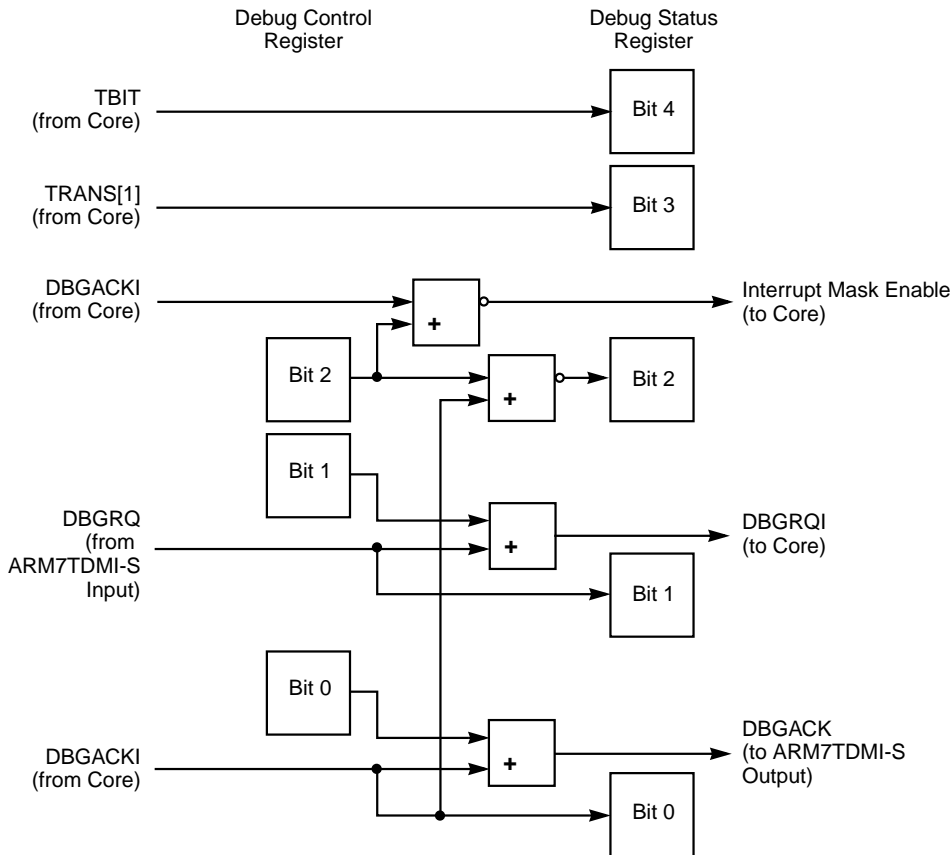 Debug Control
Register
Debug Status
Register
TBIT
(from Core)
Bit 4
TRANS[1]
(from Core)
Bit 3
DBGACKI
(from Core)
+
Interrupt Mask Enable
(to Core)
Bit 2
+
Bit 2
Bit 1
DBGRQ
(from
ARM7TDMI-S
Input)
+
DBGRQI
(to Core)
Bit 1
Bit 0
DBGACKI
(from Core)
+
DBGACK
(to ARM7TDMI-S
Output)
Bit 0